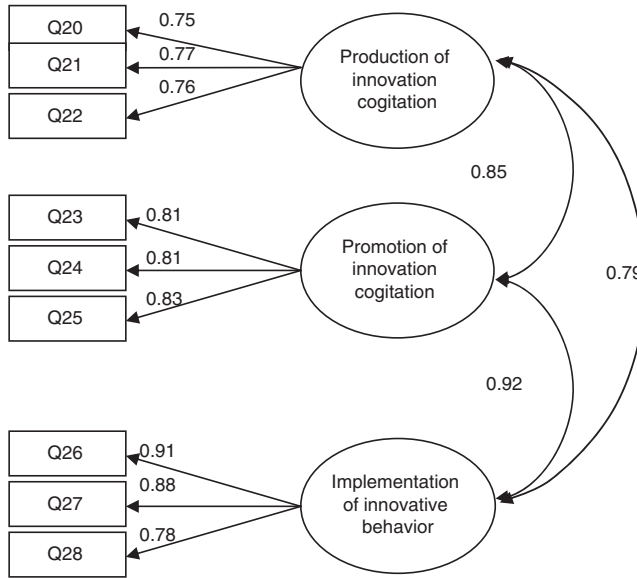 Q20
0.75
Q21
0.77
Q22
0.76
Production of
innovation
cogitation
0.85
Q23
0.81
Q24
0.81
Q25
0.83
Promotion of
innovation
cogitation
0.79
0.92
Q26
0.91
Q27
0.88
Q28
0.78
Implementation
of innovative
behavior